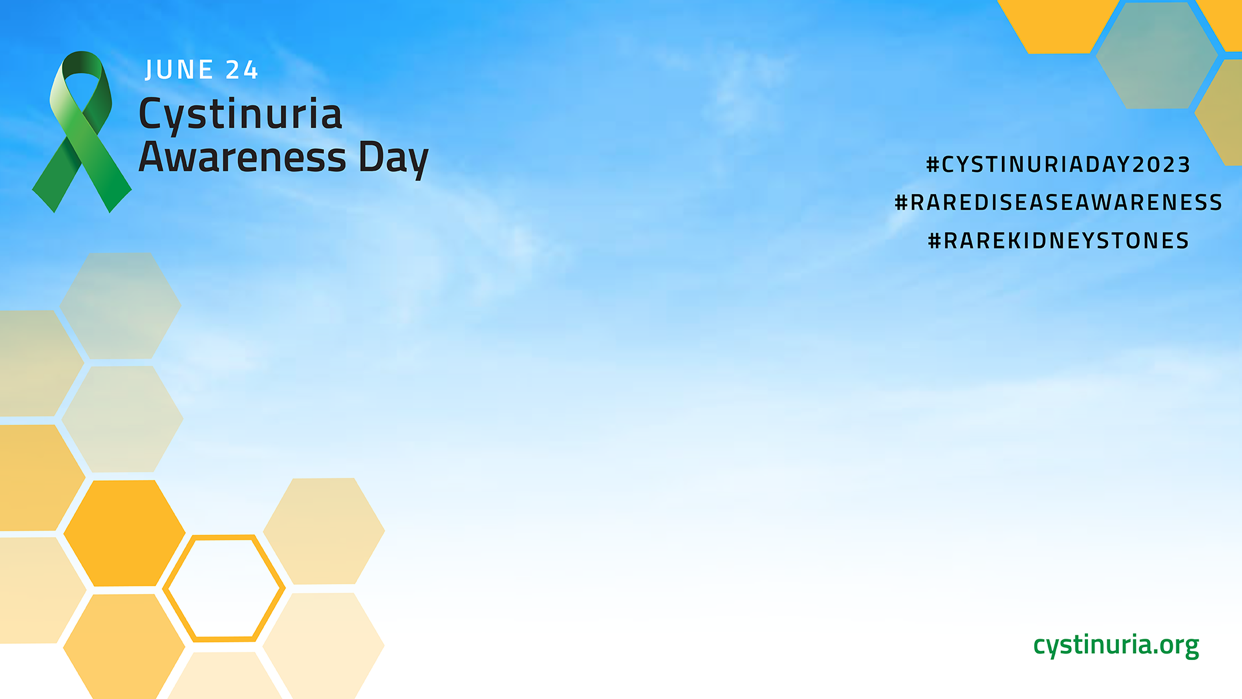 JUNE 24
Cystinuria
Awareness Day
#CYSTINURIADAY2023
#RAREDISEASEAWARENESS
#RAREKIDNEYSTONES
cystinuria.org